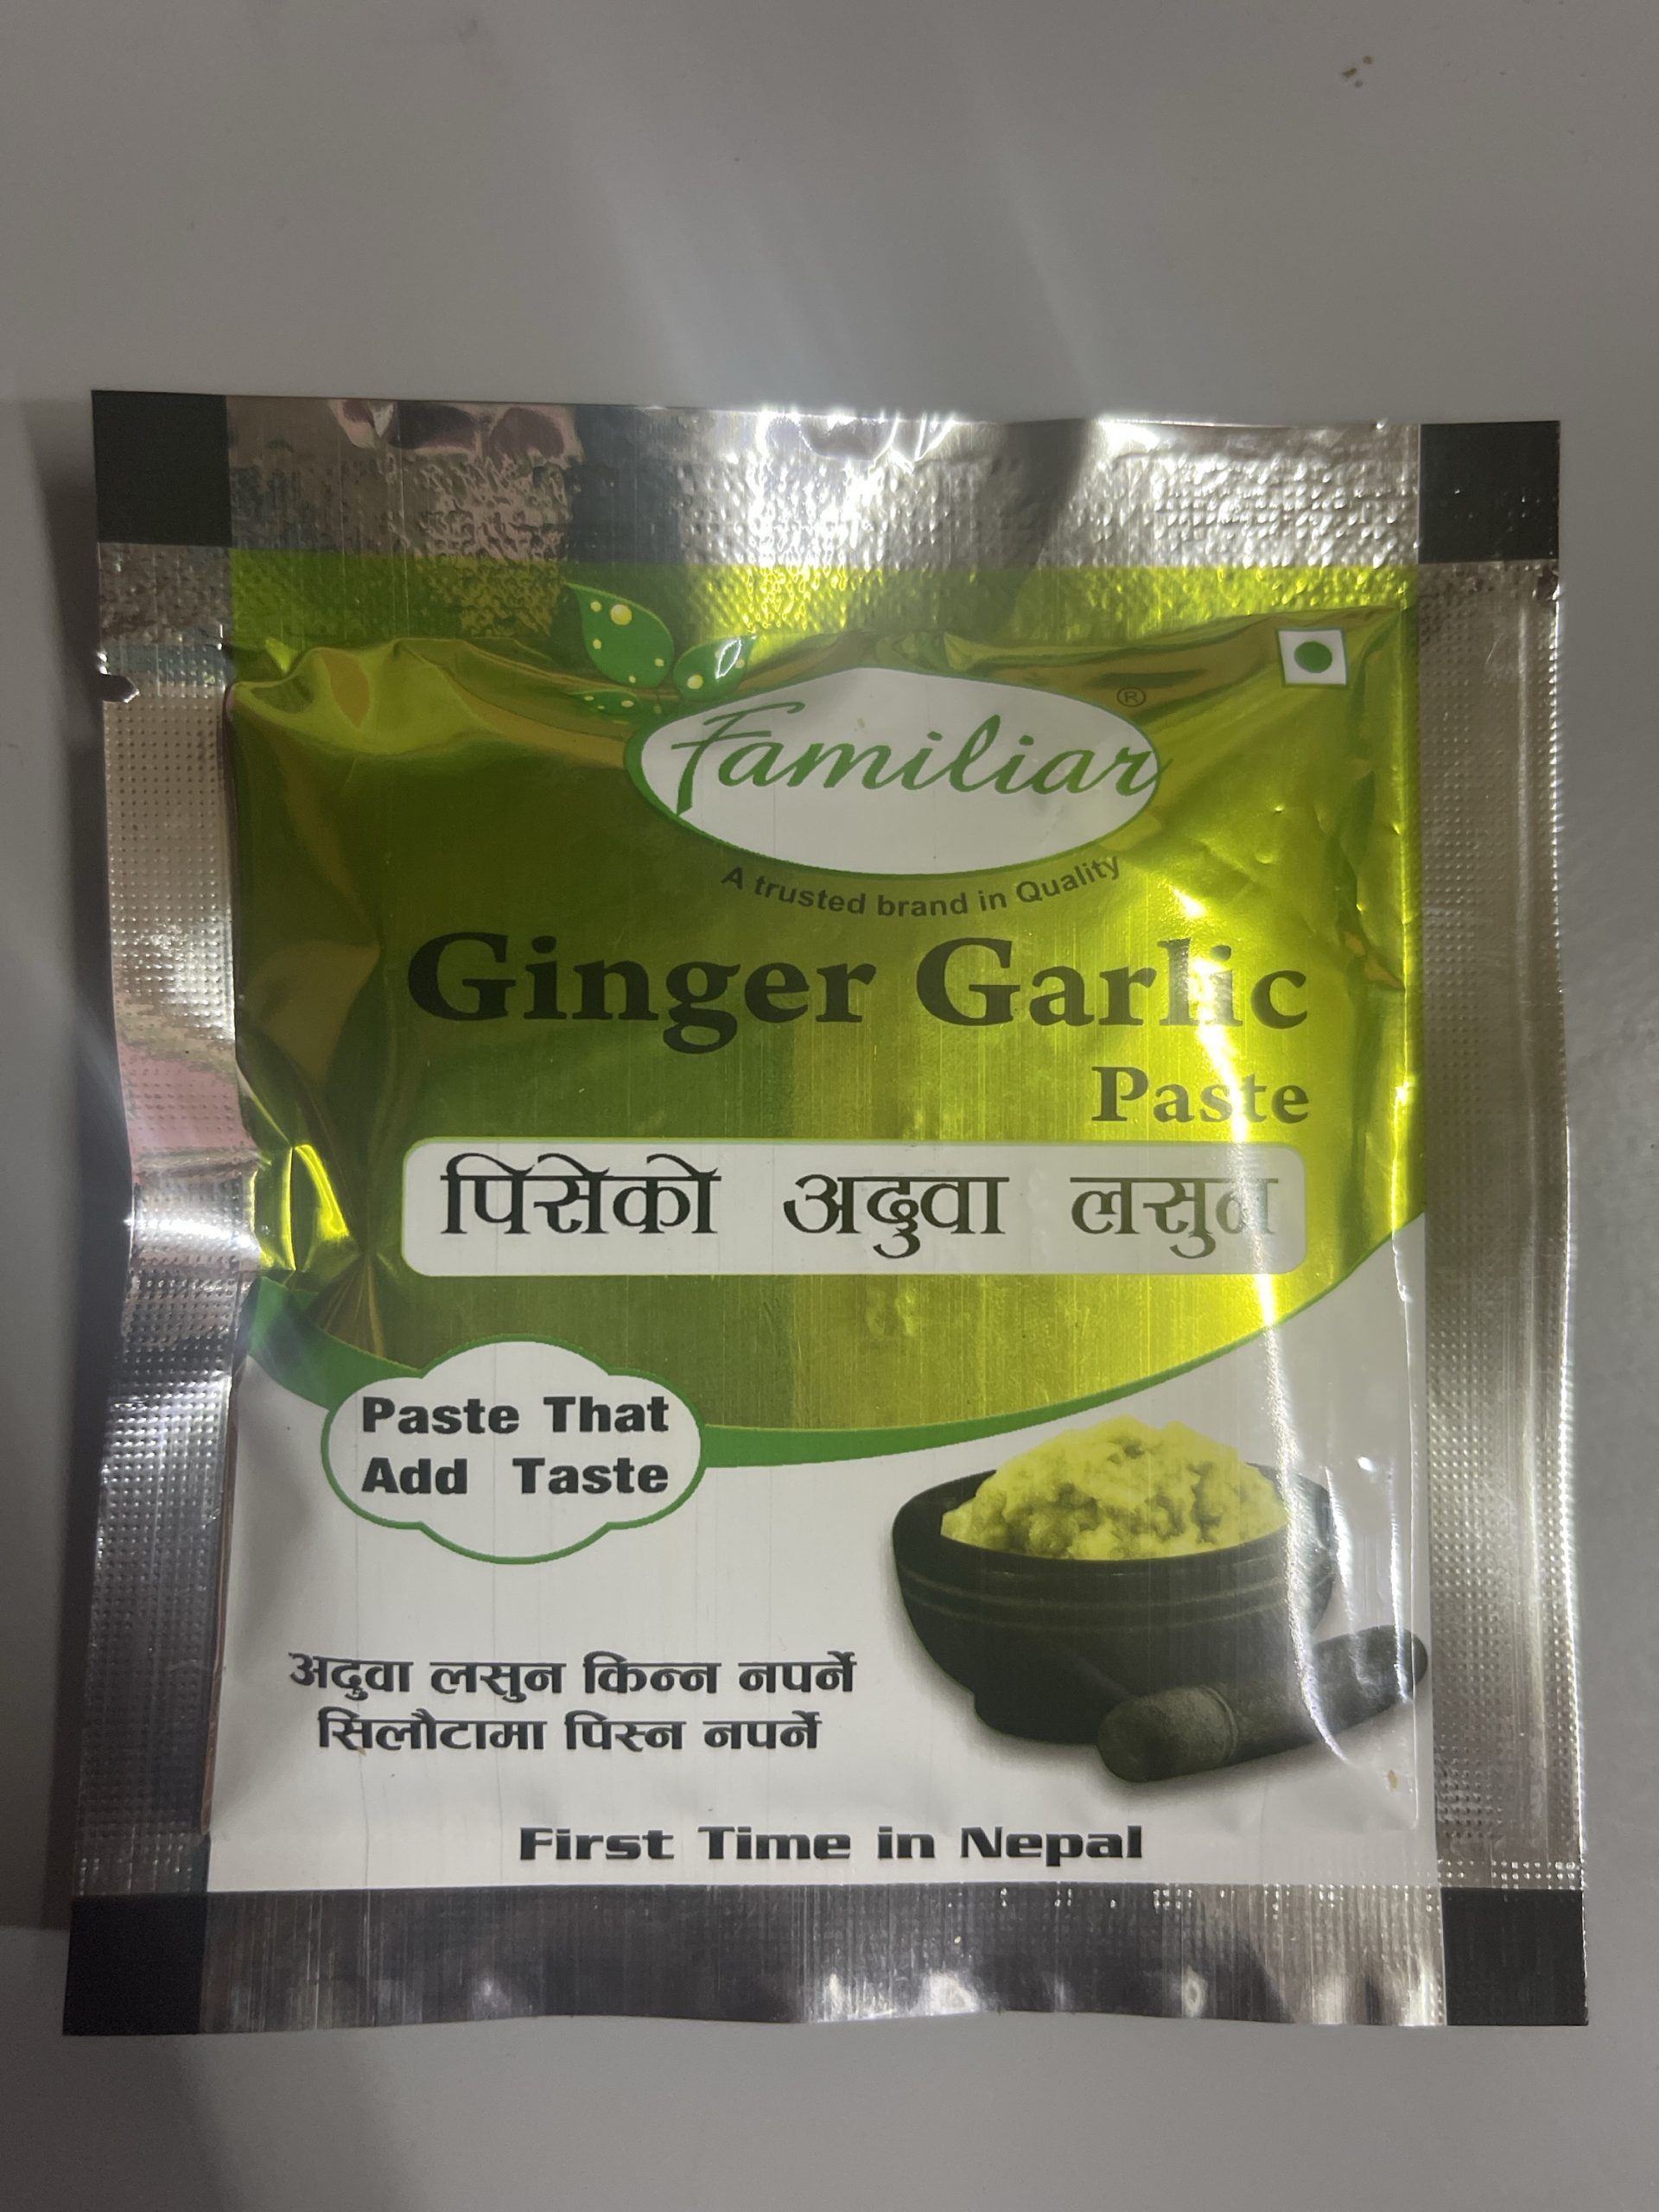 Familiar ®
A trusted brand in Quality
Ginger Garlic
Paste
पिसेको अदुवा लसुन
Paste That
Add Taste
अदुवा लसुन किन्न नपर्ने
सिलौटामा पिस्न नपर्ने
First Time in Nepal